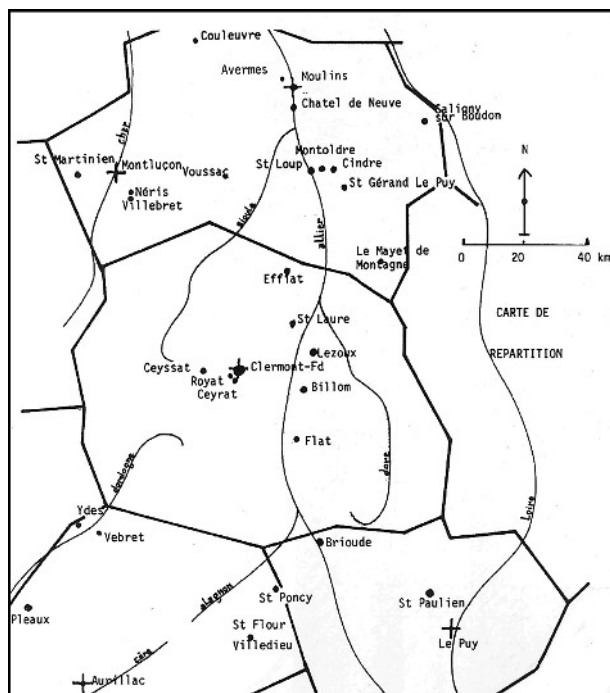 Couleuvre
Avermes
Moulins
Chatel de Neuve
Saligny
sur Boudon
cher
Montoldre
St Martinien
Montluçon
Voussac
St Loup
Cindre
N
Néris
Villebret
St Gérand Le Puy
sioule
allier
Le Mayet de
Montagne
0
20
40
km
Effiat
St Laure
CARTE DE
REPARTITION
Lezoux
Ceyssat
Clermont-Fd
Royat
Ceyrat
Billom
Flat
dore
dordogne
Loire
Ydes
Vebret
Brioude
alagnon
St Poncy
St Paulien
Pleaux
St Flour
Villedieu
Le Puy
cère
Aurillac